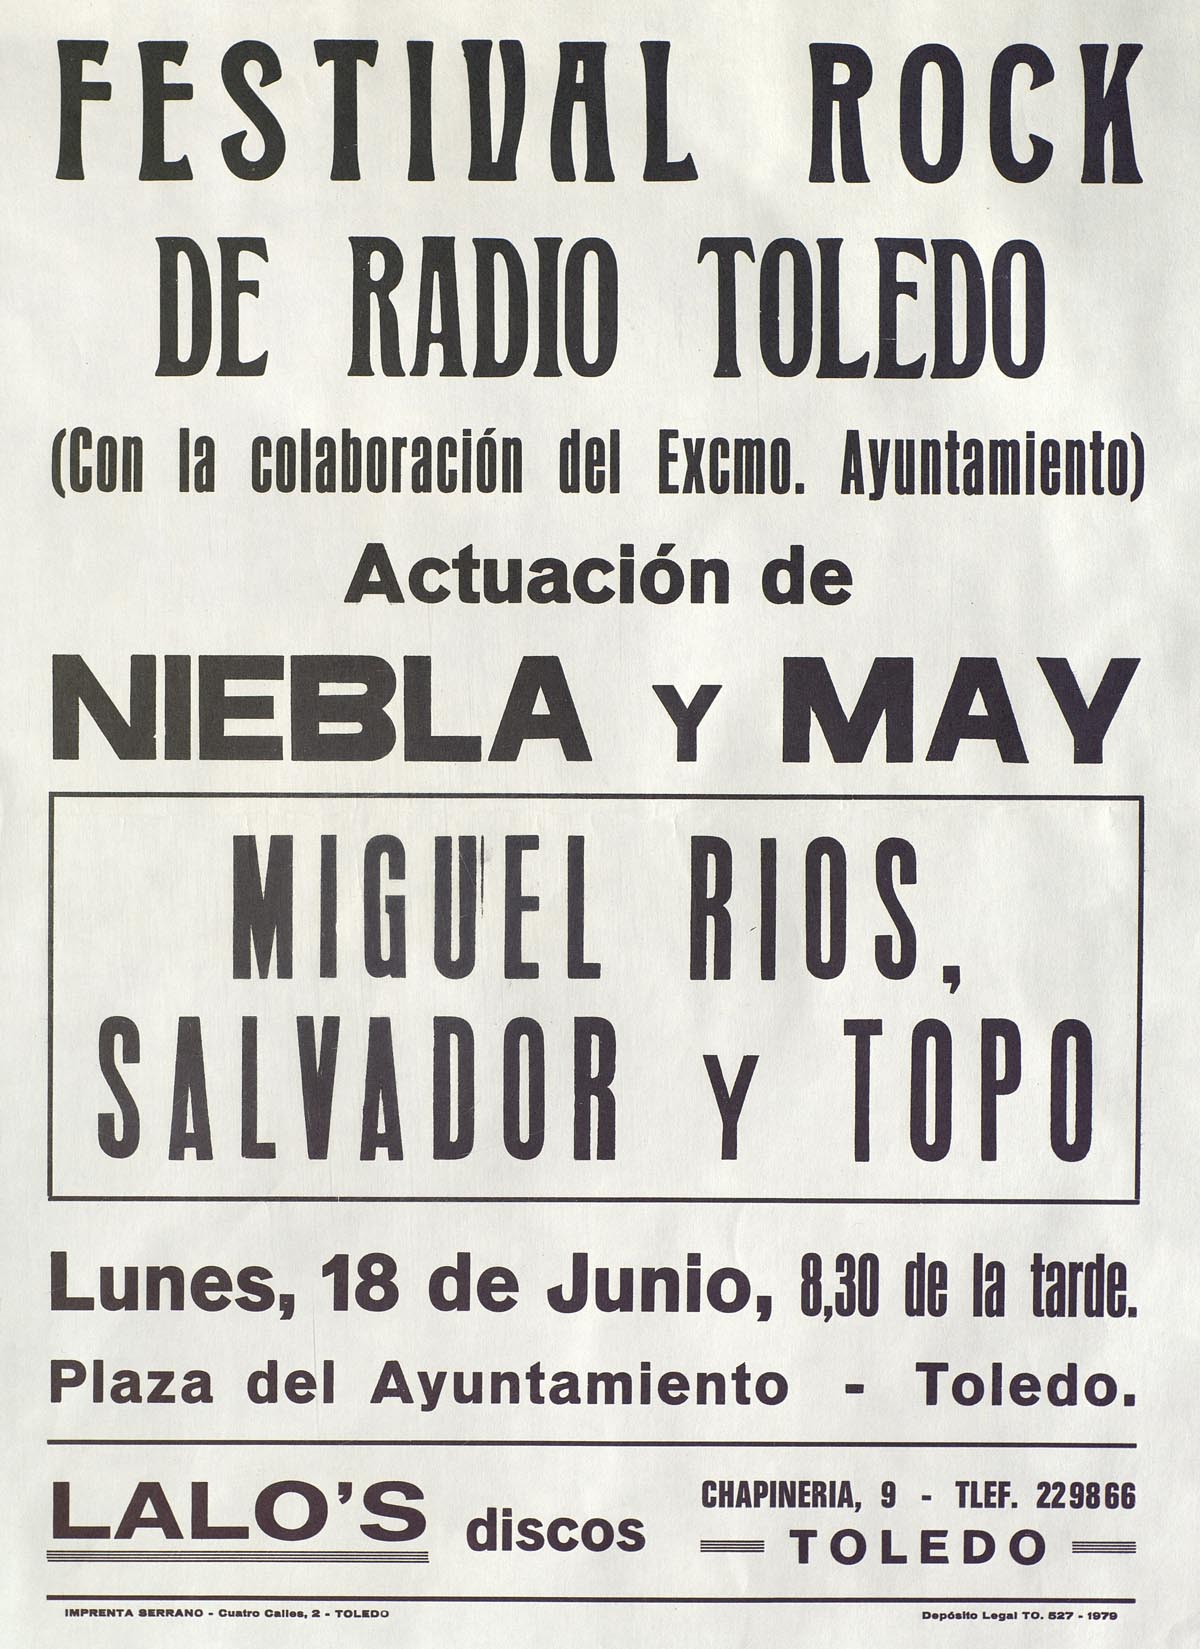 FESTIVAL ROCK
DE RADIO TOLEDO
(Con la colaboración del Excmo. Ayuntamiento)
Actuación de
NIEBLA Y MAY
MIGUEL RIOS,
SALVADOR Y TOPO
Lunes, 18 de Junio, 8,30 de la tarde.
Plaza del Ayuntamiento - Toledo.
LALO'S discos
CHAPINERIA, 9 - TLEF. 229866
TOLEDO
IMPRENTA SERRANO - Cuatro Calles, 2 - TOLEDO
Depósito Legal TO. 527 - 1979